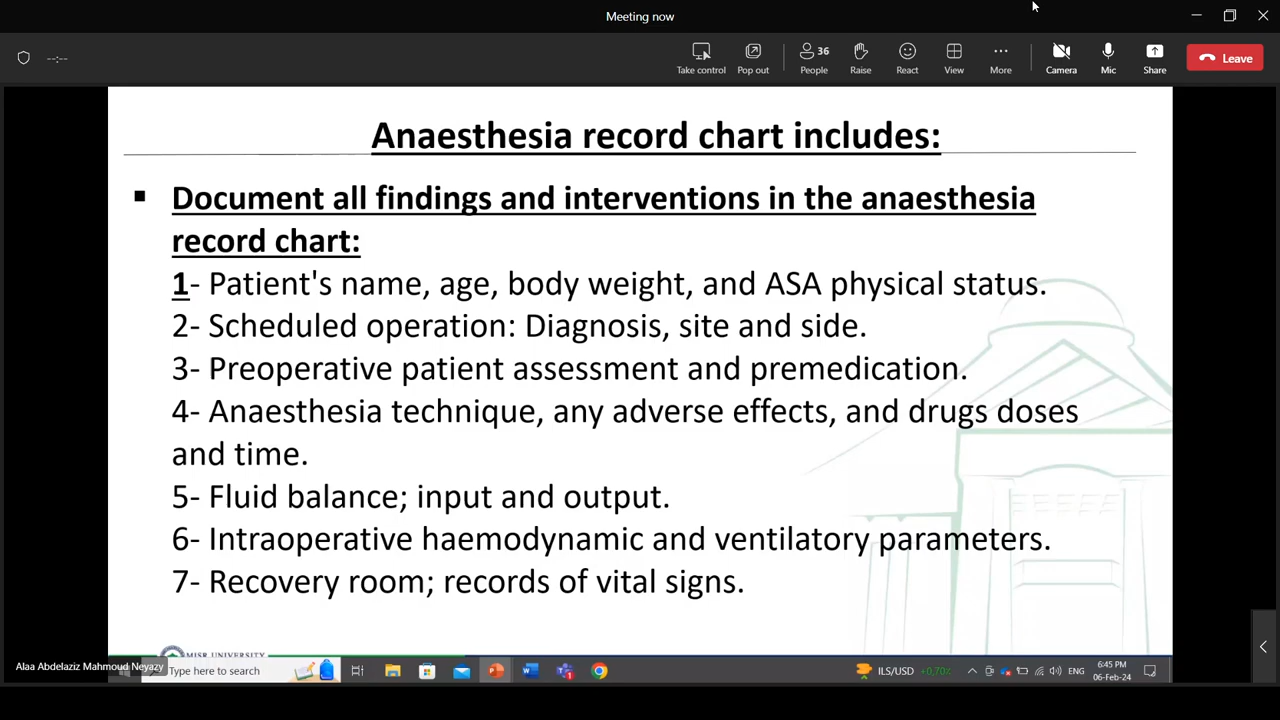 Meeting now
--:--
Take control
Pop out
36
People
Raise
React
View
More
Camera
Mic
Share
Leave
Anaesthesia record chart includes:
▪ Document all findings and interventions in the anaesthesia
record chart:
1- Patient's name, age, body weight, and ASA physical status.
2- Scheduled operation: Diagnosis, site and side.
3- Preoperative patient assessment and premedication.
4- Anaesthesia technique, any adverse effects, and drugs doses
and time.
5- Fluid balance; input and output.
6- Intraoperative haemodynamic and ventilatory parameters.
7- Recovery room; records of vital signs.
MISR UNIVERSITY
Alaa Abdelaziz Mahmoud Neyazy
Type here to search
ILS/USD +0,70%
ENG
6:45 PM
06-Feb-24